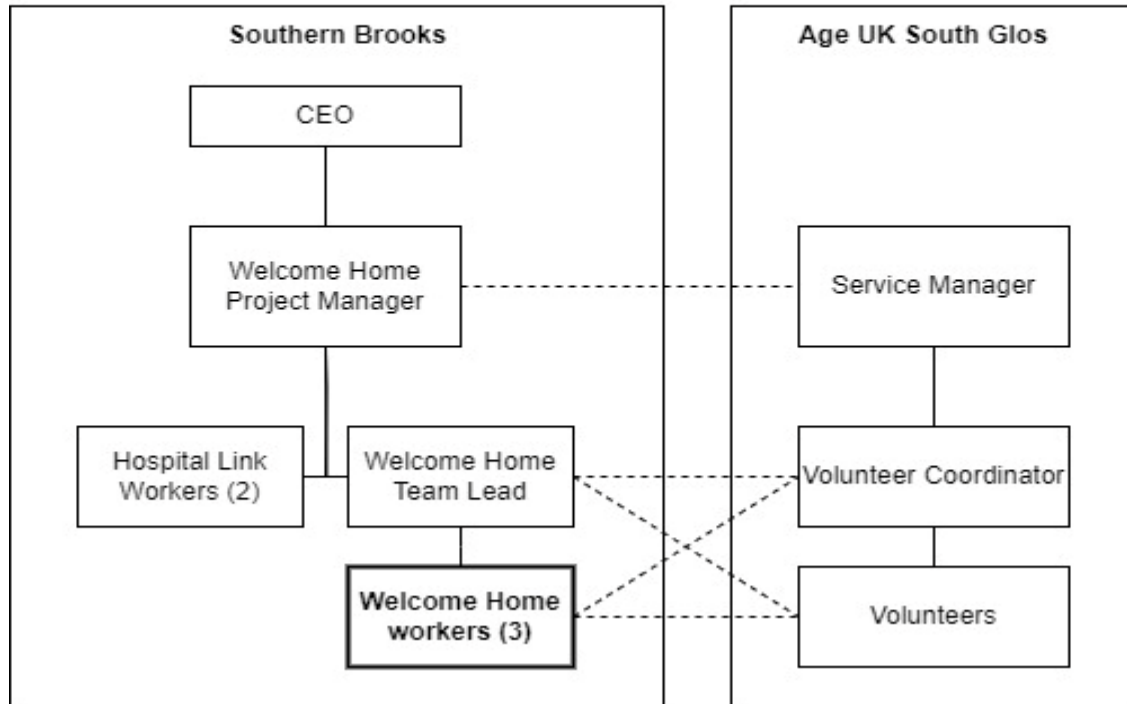 Southern Brooks
Age UK South Glos
CEO
Welcome Home
Project Manager
Service Manager
Hospital Link
Workers (2)
Welcome Home
Team Lead
Volunteer Coordinator
Welcome Home
workers (3)
Volunteers